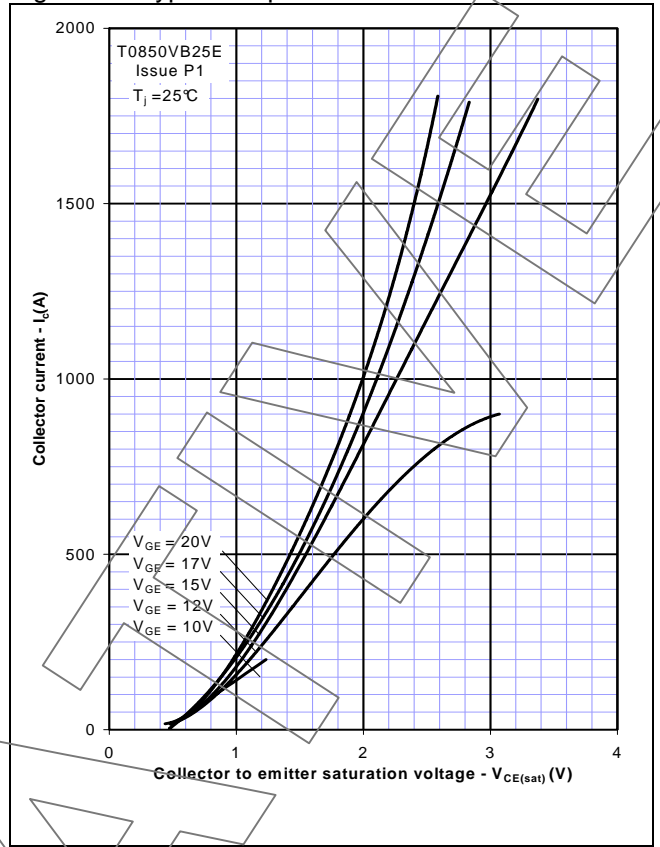 2000
T0850VB25E
Issue P1
Tj =25°C
1500
Collector current - Ic(A)
1000
500
VGE = 20V
VGE = 17V
VGE = 15V
VGE = 12V
VGE = 10V
0
0 1 2 3 4
Collector to emitter saturation voltage - VCE(sat) (V)